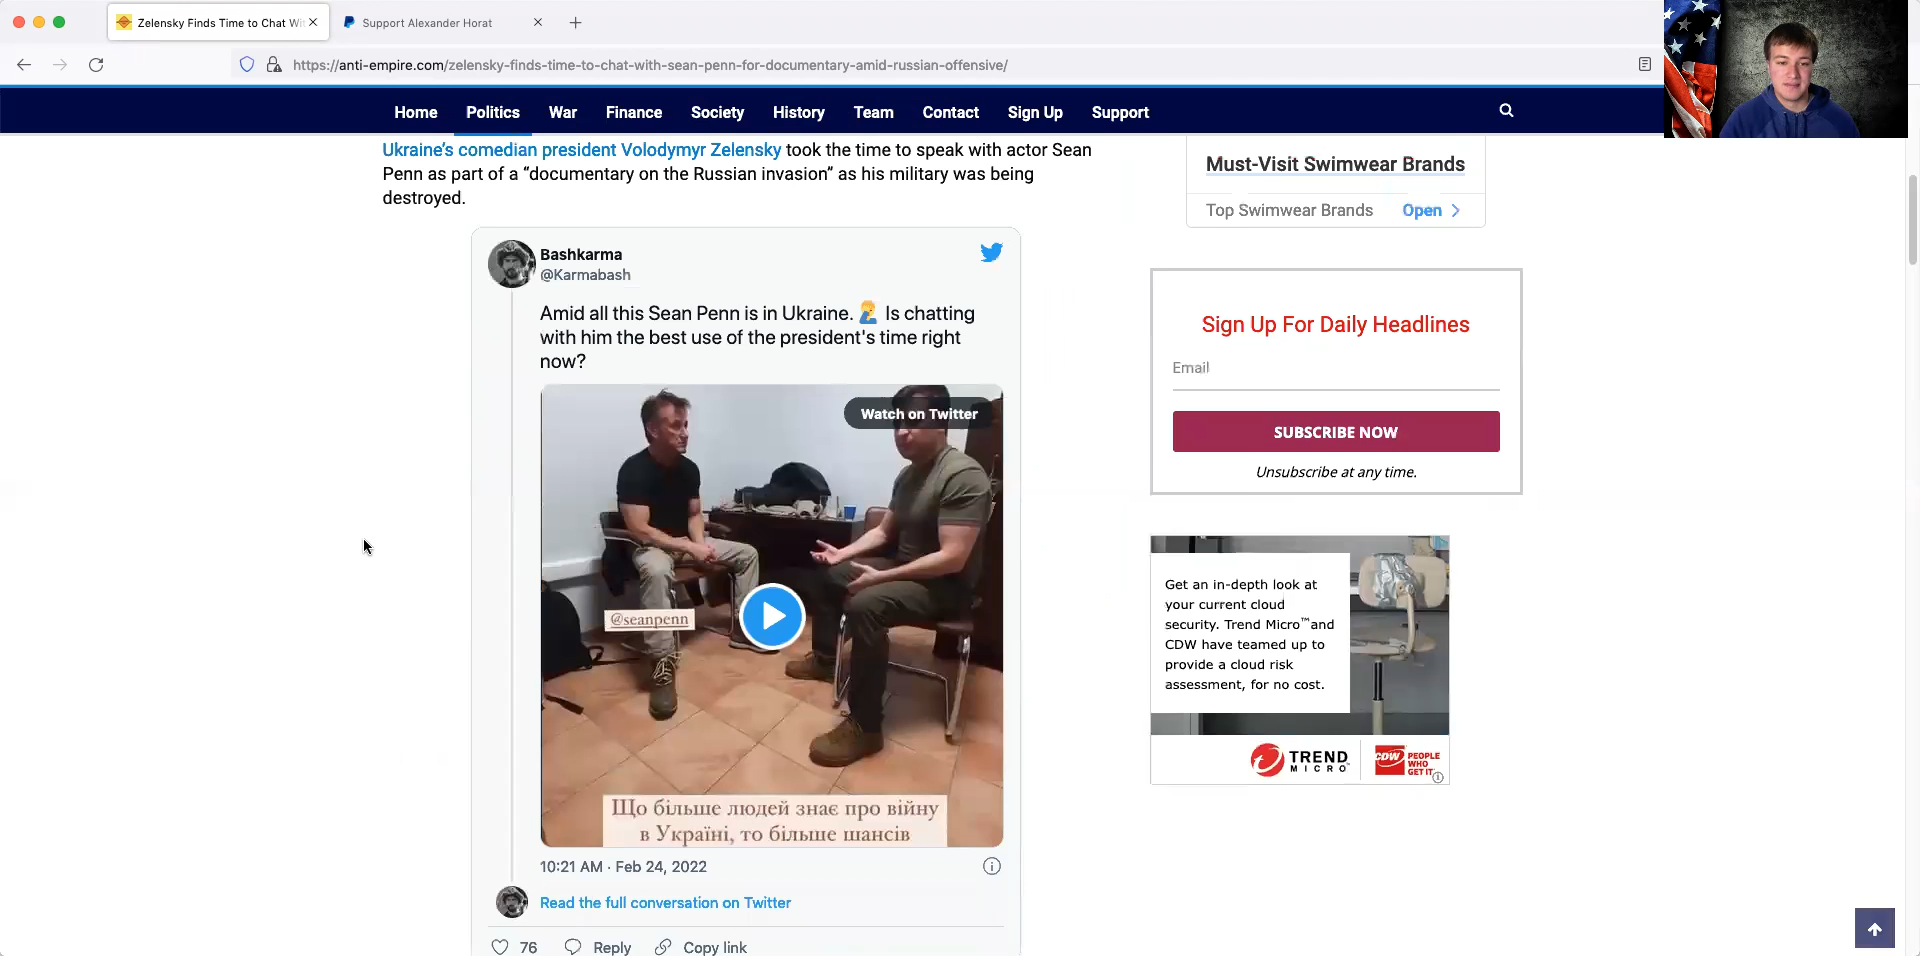 Zelensky Finds Time to Chat Wit
Support Alexander Horat
https://anti-empire.com/zelensky-finds-time-to-chat-with-sean-penn-for-documentary-amid-russian-offensive/
Home Politics War Finance Society History Team Contact Sign Up Support
Ukraine's comedian president Volodymyr Zelensky took the time to speak with actor Sean
Penn as part of a “documentary on the Russian invasion” as his military was being
destroyed.
Bashkarma
@Karmabash
Amid all this Sean Penn is in Ukraine. 🤦 Is chatting
with him the best use of the president's time right
now?
Watch on Twitter
@seanpenn
Що більше людей знає про війну
в Україні, то більше шансів
10:21 AM · Feb 24, 2022
Read the full conversation on Twitter
76 Reply Copy link
Must-Visit Swimwear Brands
Top Swimwear Brands Open
Sign Up For Daily Headlines
Email
SUBSCRIBE NOW
Unsubscribe at any time.
Get an in-depth look at
your current cloud
security. Trend Micro™and
CDW have teamed up to
provide a cloud risk
assessment, for no cost.
TREND
MICRO
CDW
PEOPLE
WHO
GET IT